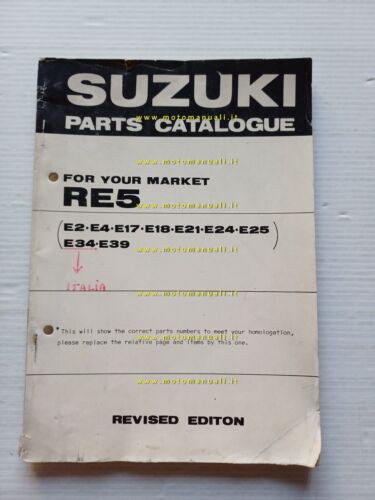 SUZUKI
www.motomanuali.it
PARTS CATALOGUE
www.motomanuali.it
FOR YOUR MARKET
RE5
www.motomanuali.it
(E2·E4·E17·E18·E21·E24·E25
E34·E39)
www.motomanuali.it
ITALIA
www.motomanuali.it
*This will show the correct parts numbers to meet your homologation,
please replace the relative page and items by this one.
www.motomanuali.it
www.motomanuali.it
REVISED EDITON